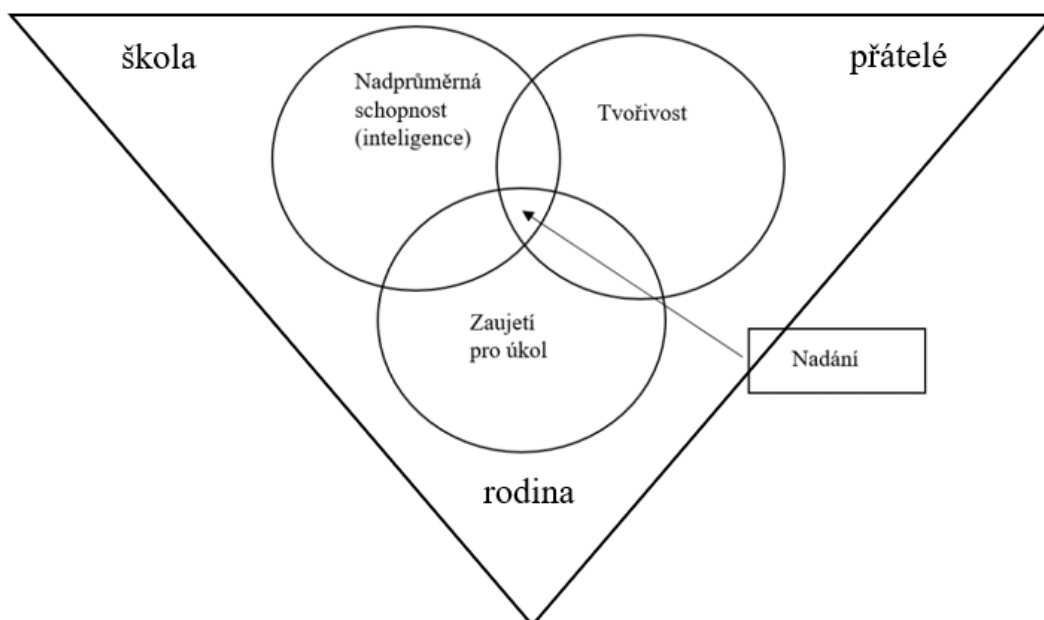 škola
přátelé
Nadprůměrná
schopnost
(inteligence)
Tvořivost
Zaujetí
pro úkol
Nadání
rodina